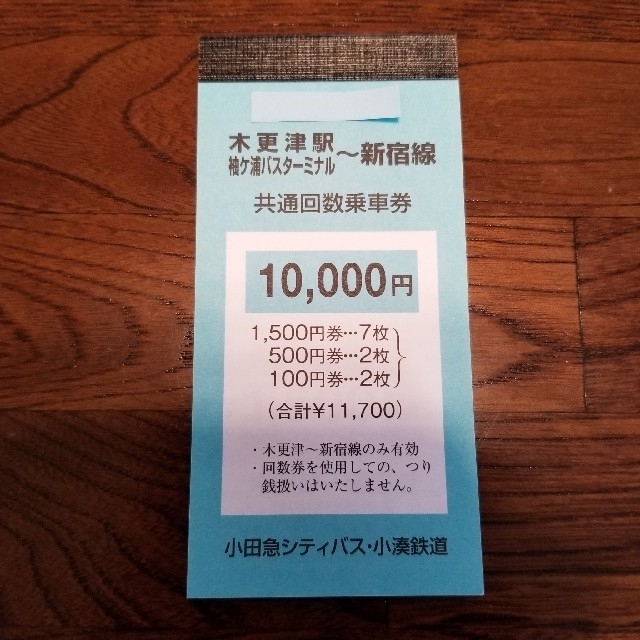 木更津駅
袖ケ浦バスターミナル
～新宿線
共通回数乗車券
10,000円
1,500円券…7枚
500円券…2枚
100円券…2枚
（合計¥11,700）
・木更津～新宿線のみ有効
・回数券を使用しての、つり
銭扱いはいたしません。
小田急シティバス・小湊鉄道